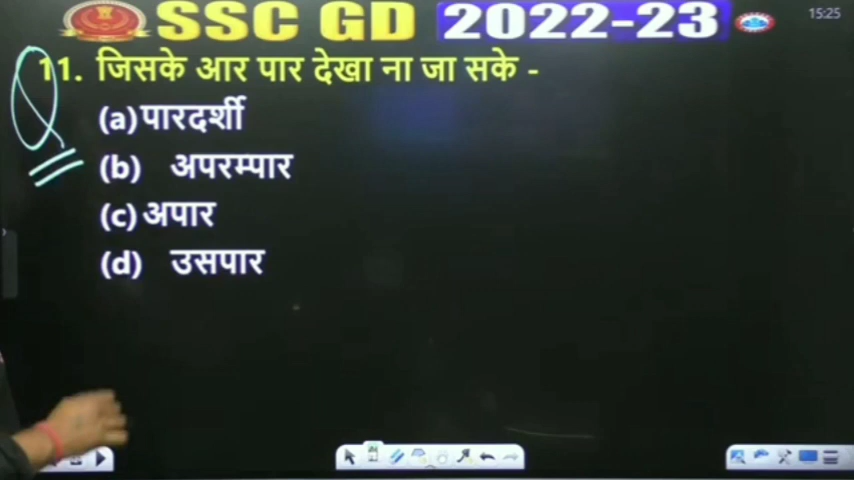 SSC GD 2022-23
15:25
11. जिसके आर पार देखा ना जा सके -
(a) पारदर्शी
(b) अपरम्पार
(c) अपार
(d) उसपार